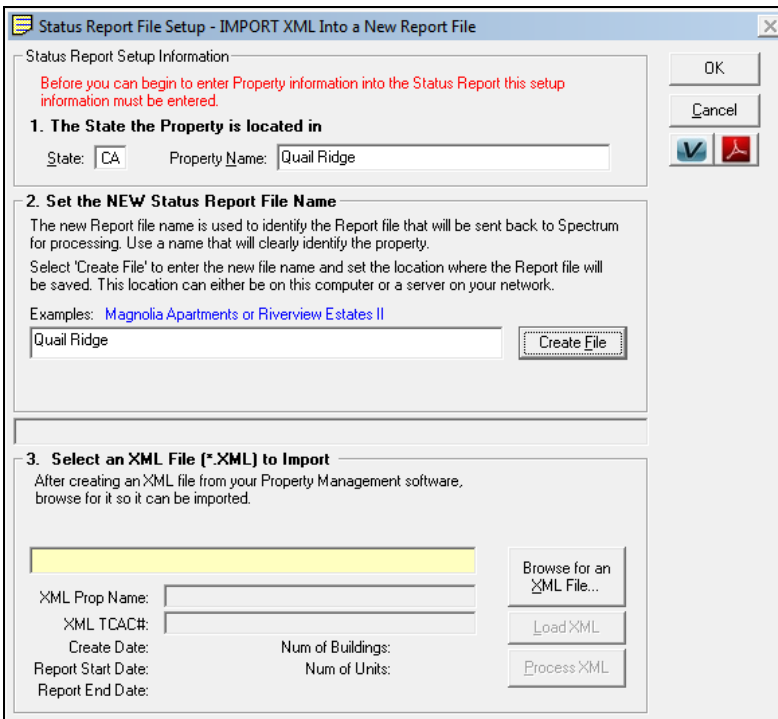 Status Report File Setup - IMPORT XML Into a New Report File
Status Report Setup Information
Before you can begin to enter Property information into the Status Report this setup
information must be entered.
1. The State the Property is located in
State: CA Property Name: Quail Ridge
OK
Cancel
2. Set the NEW Status Report File Name
The new Report file name is used to identify the Report file that will be sent back to Spectrum
for processing. Use a name that will clearly identify the property.
Select 'Create File' to enter the new file name and set the location where the Report file will
be saved. This location can either be on this computer or a server on your network.
Examples: Magnolia Apartments or Riverview Estates II
Quail Ridge Create File
3. Select an XML File (*.XML) to Import
After creating an XML file from your Property Management software,
browse for it so it can be imported.
Browse for an
XML File...
XML Prop Name:
XML TCAC#:
Load XML
Create Date: Num of Buildings:
Report Start Date: Num of Units:
Process XML
Report End Date: